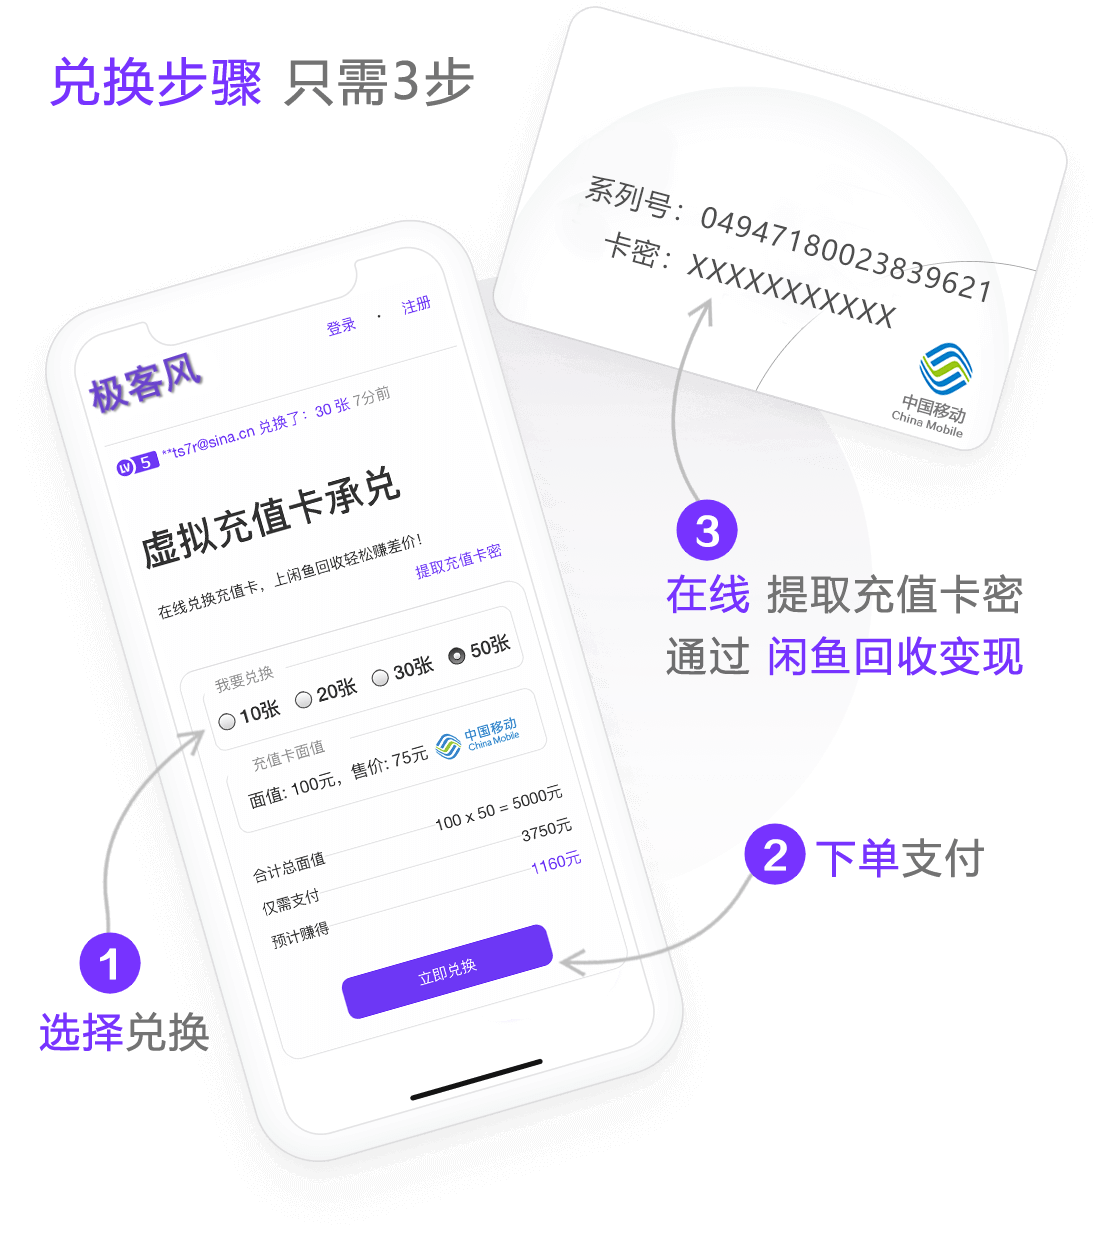 兑换步骤 只需3步
系列号：04947180023839621
卡密：XXXXXXXXXXX
中国移动
China Mobile
登录 · 注册
极客风
LV 5 **ts7r@sina.cn 兑换了：30 张 7分前
虚拟充值卡承兑
在线兑换充值卡，上闲鱼回收轻松赚差价！
提取充值卡密
我要兑换
10张 20张 30张 50张
充值卡面值
面值: 100元，售价: 75元 中国移动
China Mobile
合计总面值 100 x 50 = 5000元
仅需支付 3750元
预计赚得 1160元
立即兑换
1
选择兑换
2 下单支付
3
在线 提取充值卡密
通过 闲鱼回收变现